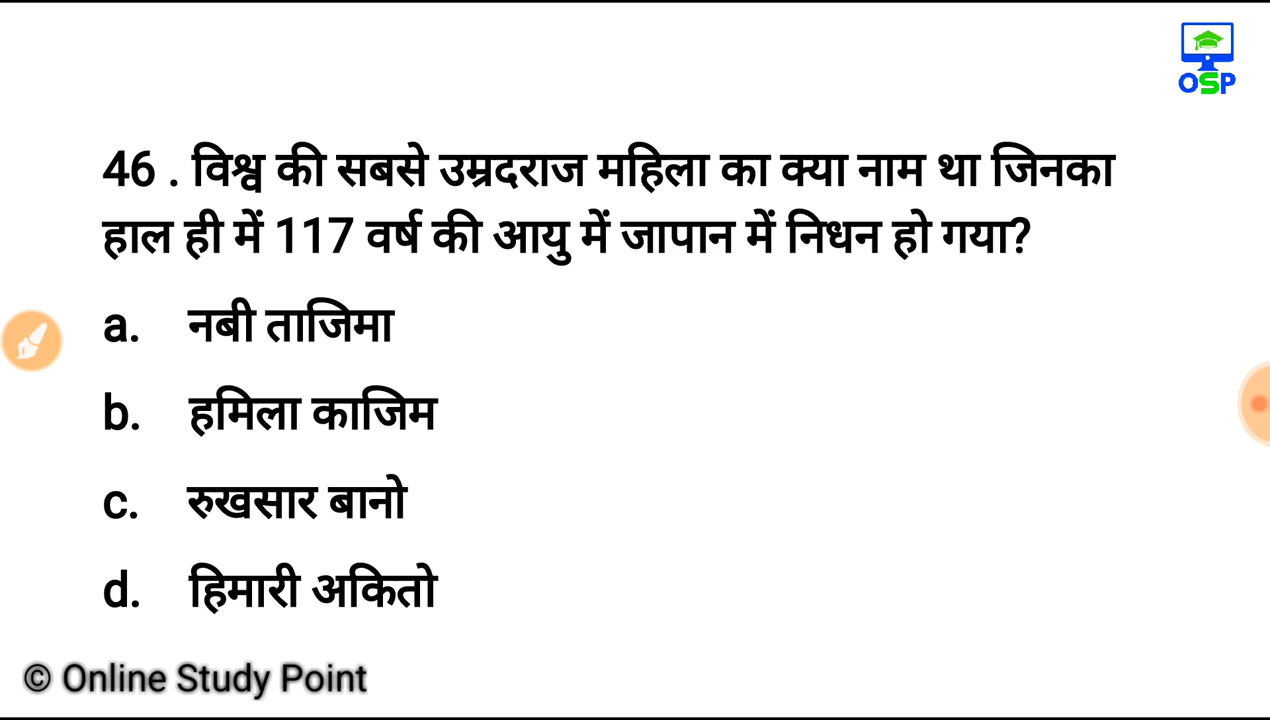 OSP
46 . विश्व की सबसे उम्रदराज महिला का क्या नाम था जिनका
हाल ही में 117 वर्ष की आयु में जापान में निधन हो गया?
a. नबी ताजिमा
b. हमिला काजिम
c. रुखसार बानो
d. हिमारी अकितो
© Online Study Point